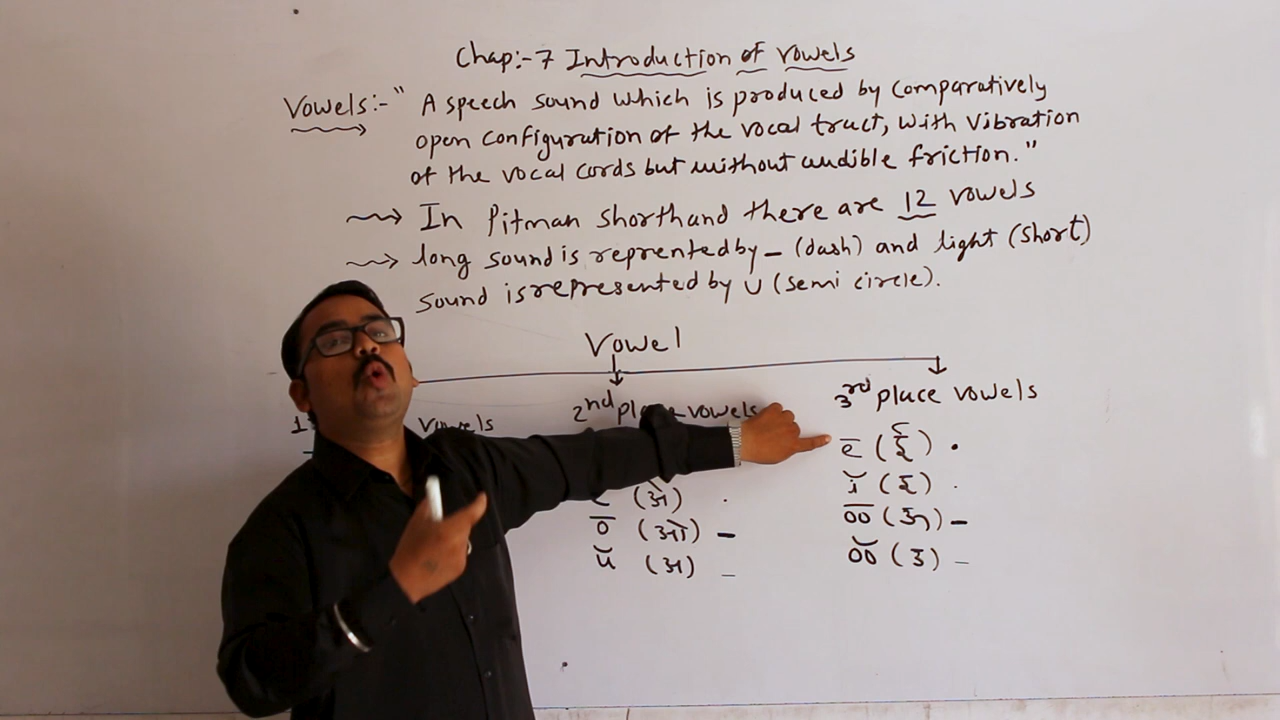 Chap:-7 Introduction of Vowels
Vowels:- " A speech sound which is produced by comparatively
open configuration of the vocal tract, with vibration
of the vocal cords but without audible friction."
In Pitman shorthand there are 12 vowels
long sound is reprented by – (dash) and light (short)
sound is represented by ∪ (semi circle).
Vowel
Vowels
2nd place vowels
3rd place vowels
ē (ई) •
ĭ (इ) .
(अ) .
ō (ओ) –
o͞o (ऊ) –
ŭ (अ) –
o͝o (उ) –